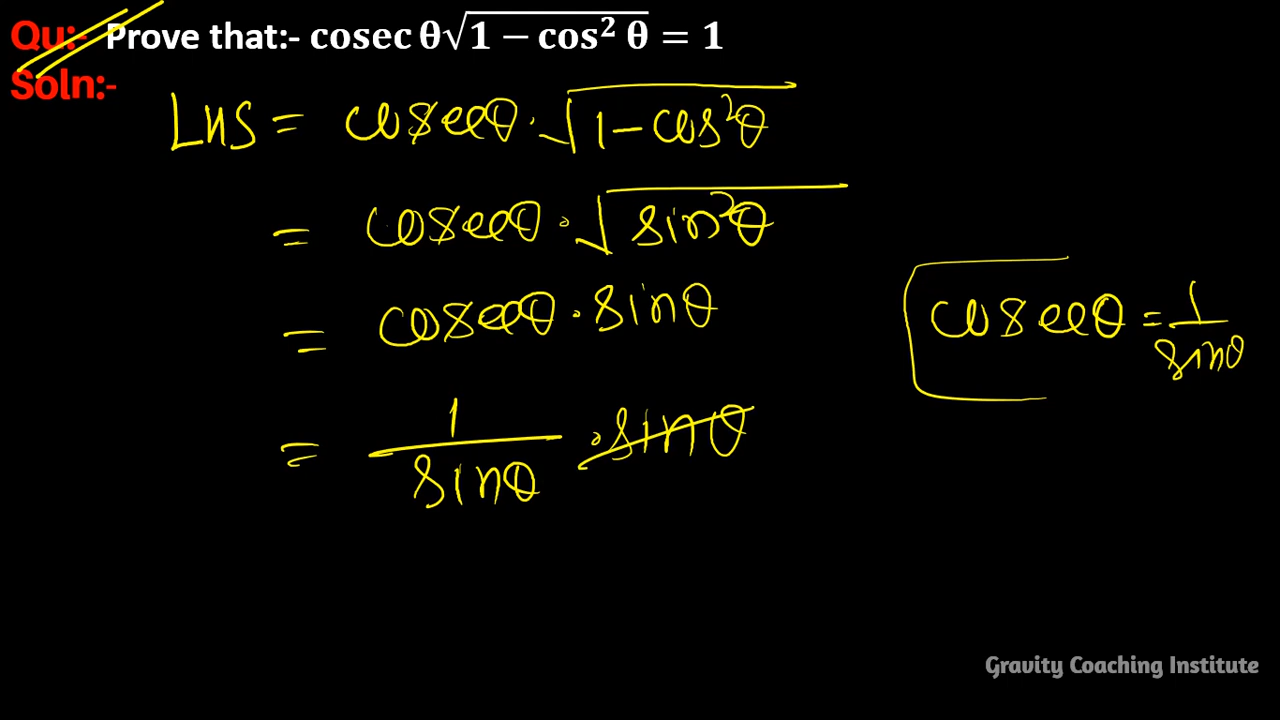 Qu:- Prove that:- cosec θ√1 − cos² θ = 1
Soln:-
LHS = cosecθ · √1 − cos²θ
= cosecθ · √sin²θ
= cosecθ · sinθ
cosecθ = 1/sinθ
= 1/sinθ · sinθ
Gravity Coaching Institute